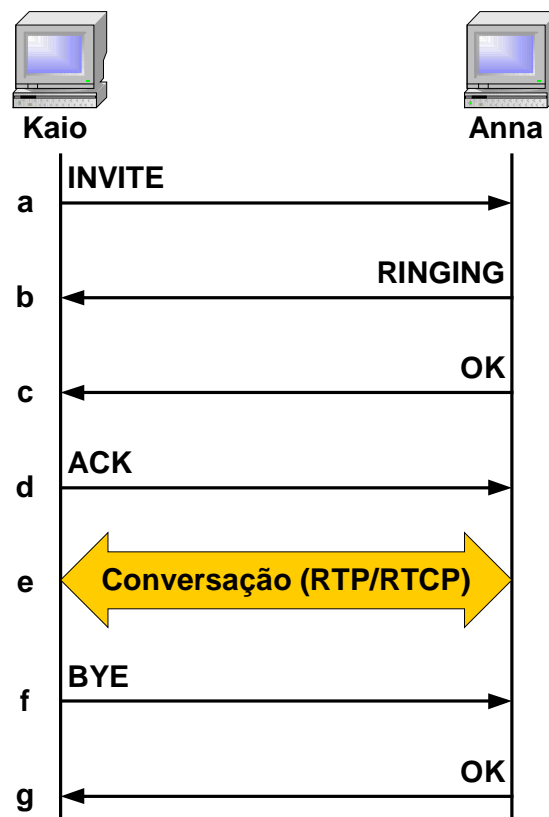 Kaio
Anna
INVITE
a
RINGING
b
OK
c
ACK
d
e
Conversação (RTP/RTCP)
BYE
f
OK
g